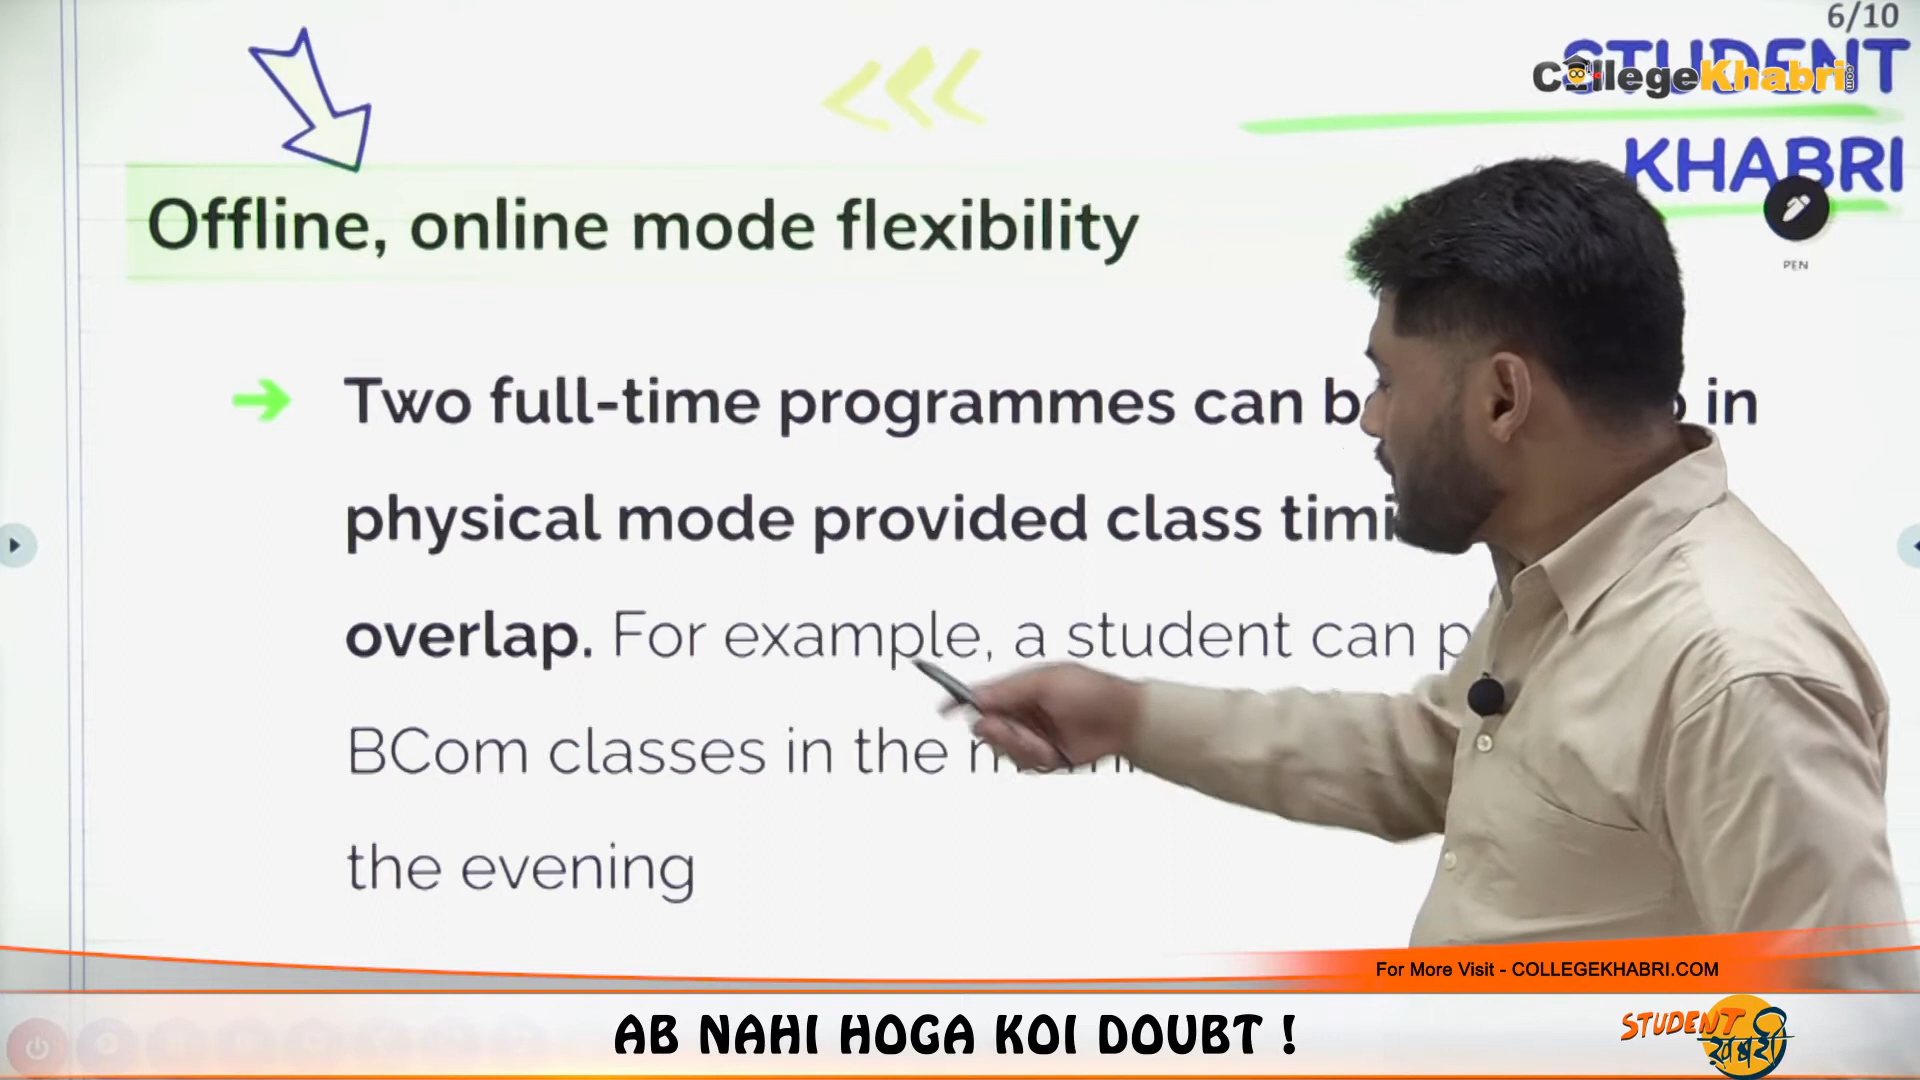 6/10
STUDENT
CollegeKhabri.com
KHABRI
PEN
Offline, online mode flexibility
Two full-time programmes can in
physical mode provided class
overlap. For example, a student can
BCom classes in the
the evening
For More Visit - COLLEGEKHABRI.COM
AB NAHI HOGA KOI DOUBT !
STUDENT
खबरी